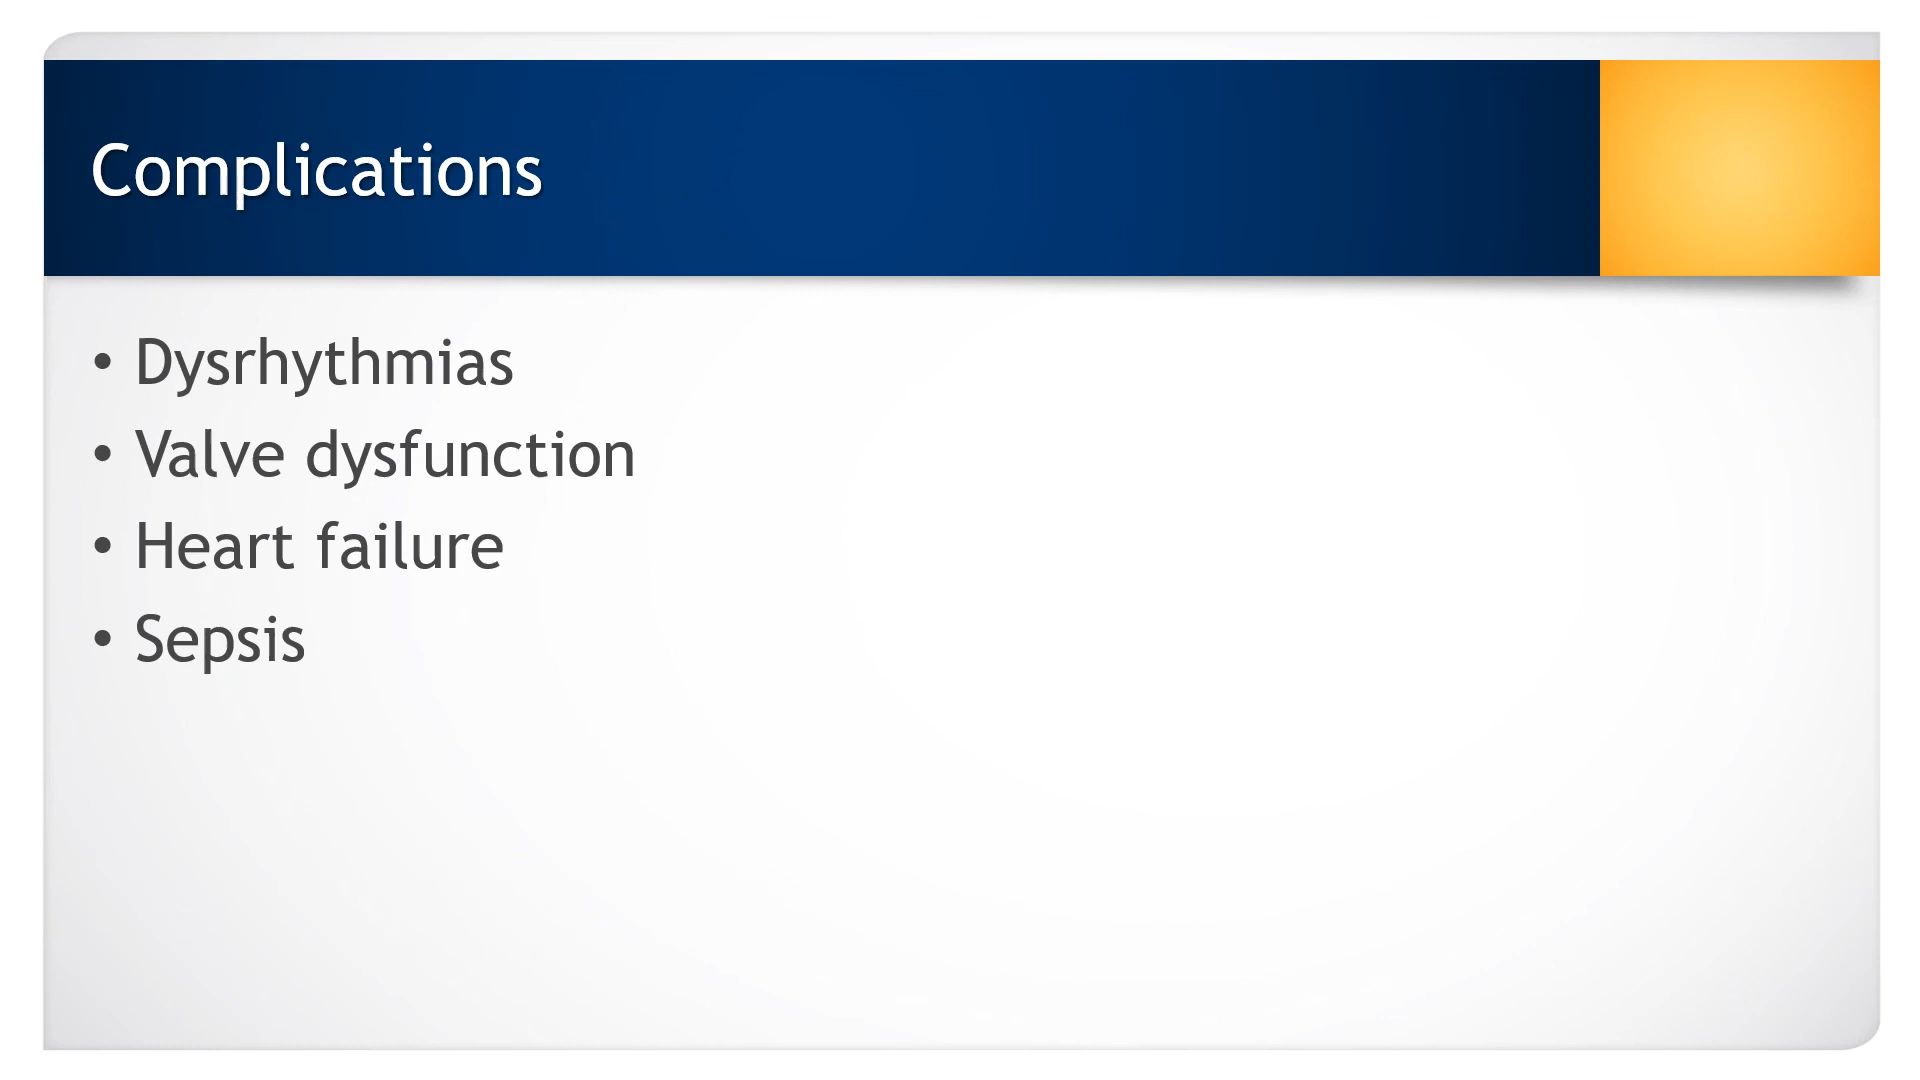 Complications
• Dysrhythmias
• Valve dysfunction
• Heart failure
• Sepsis